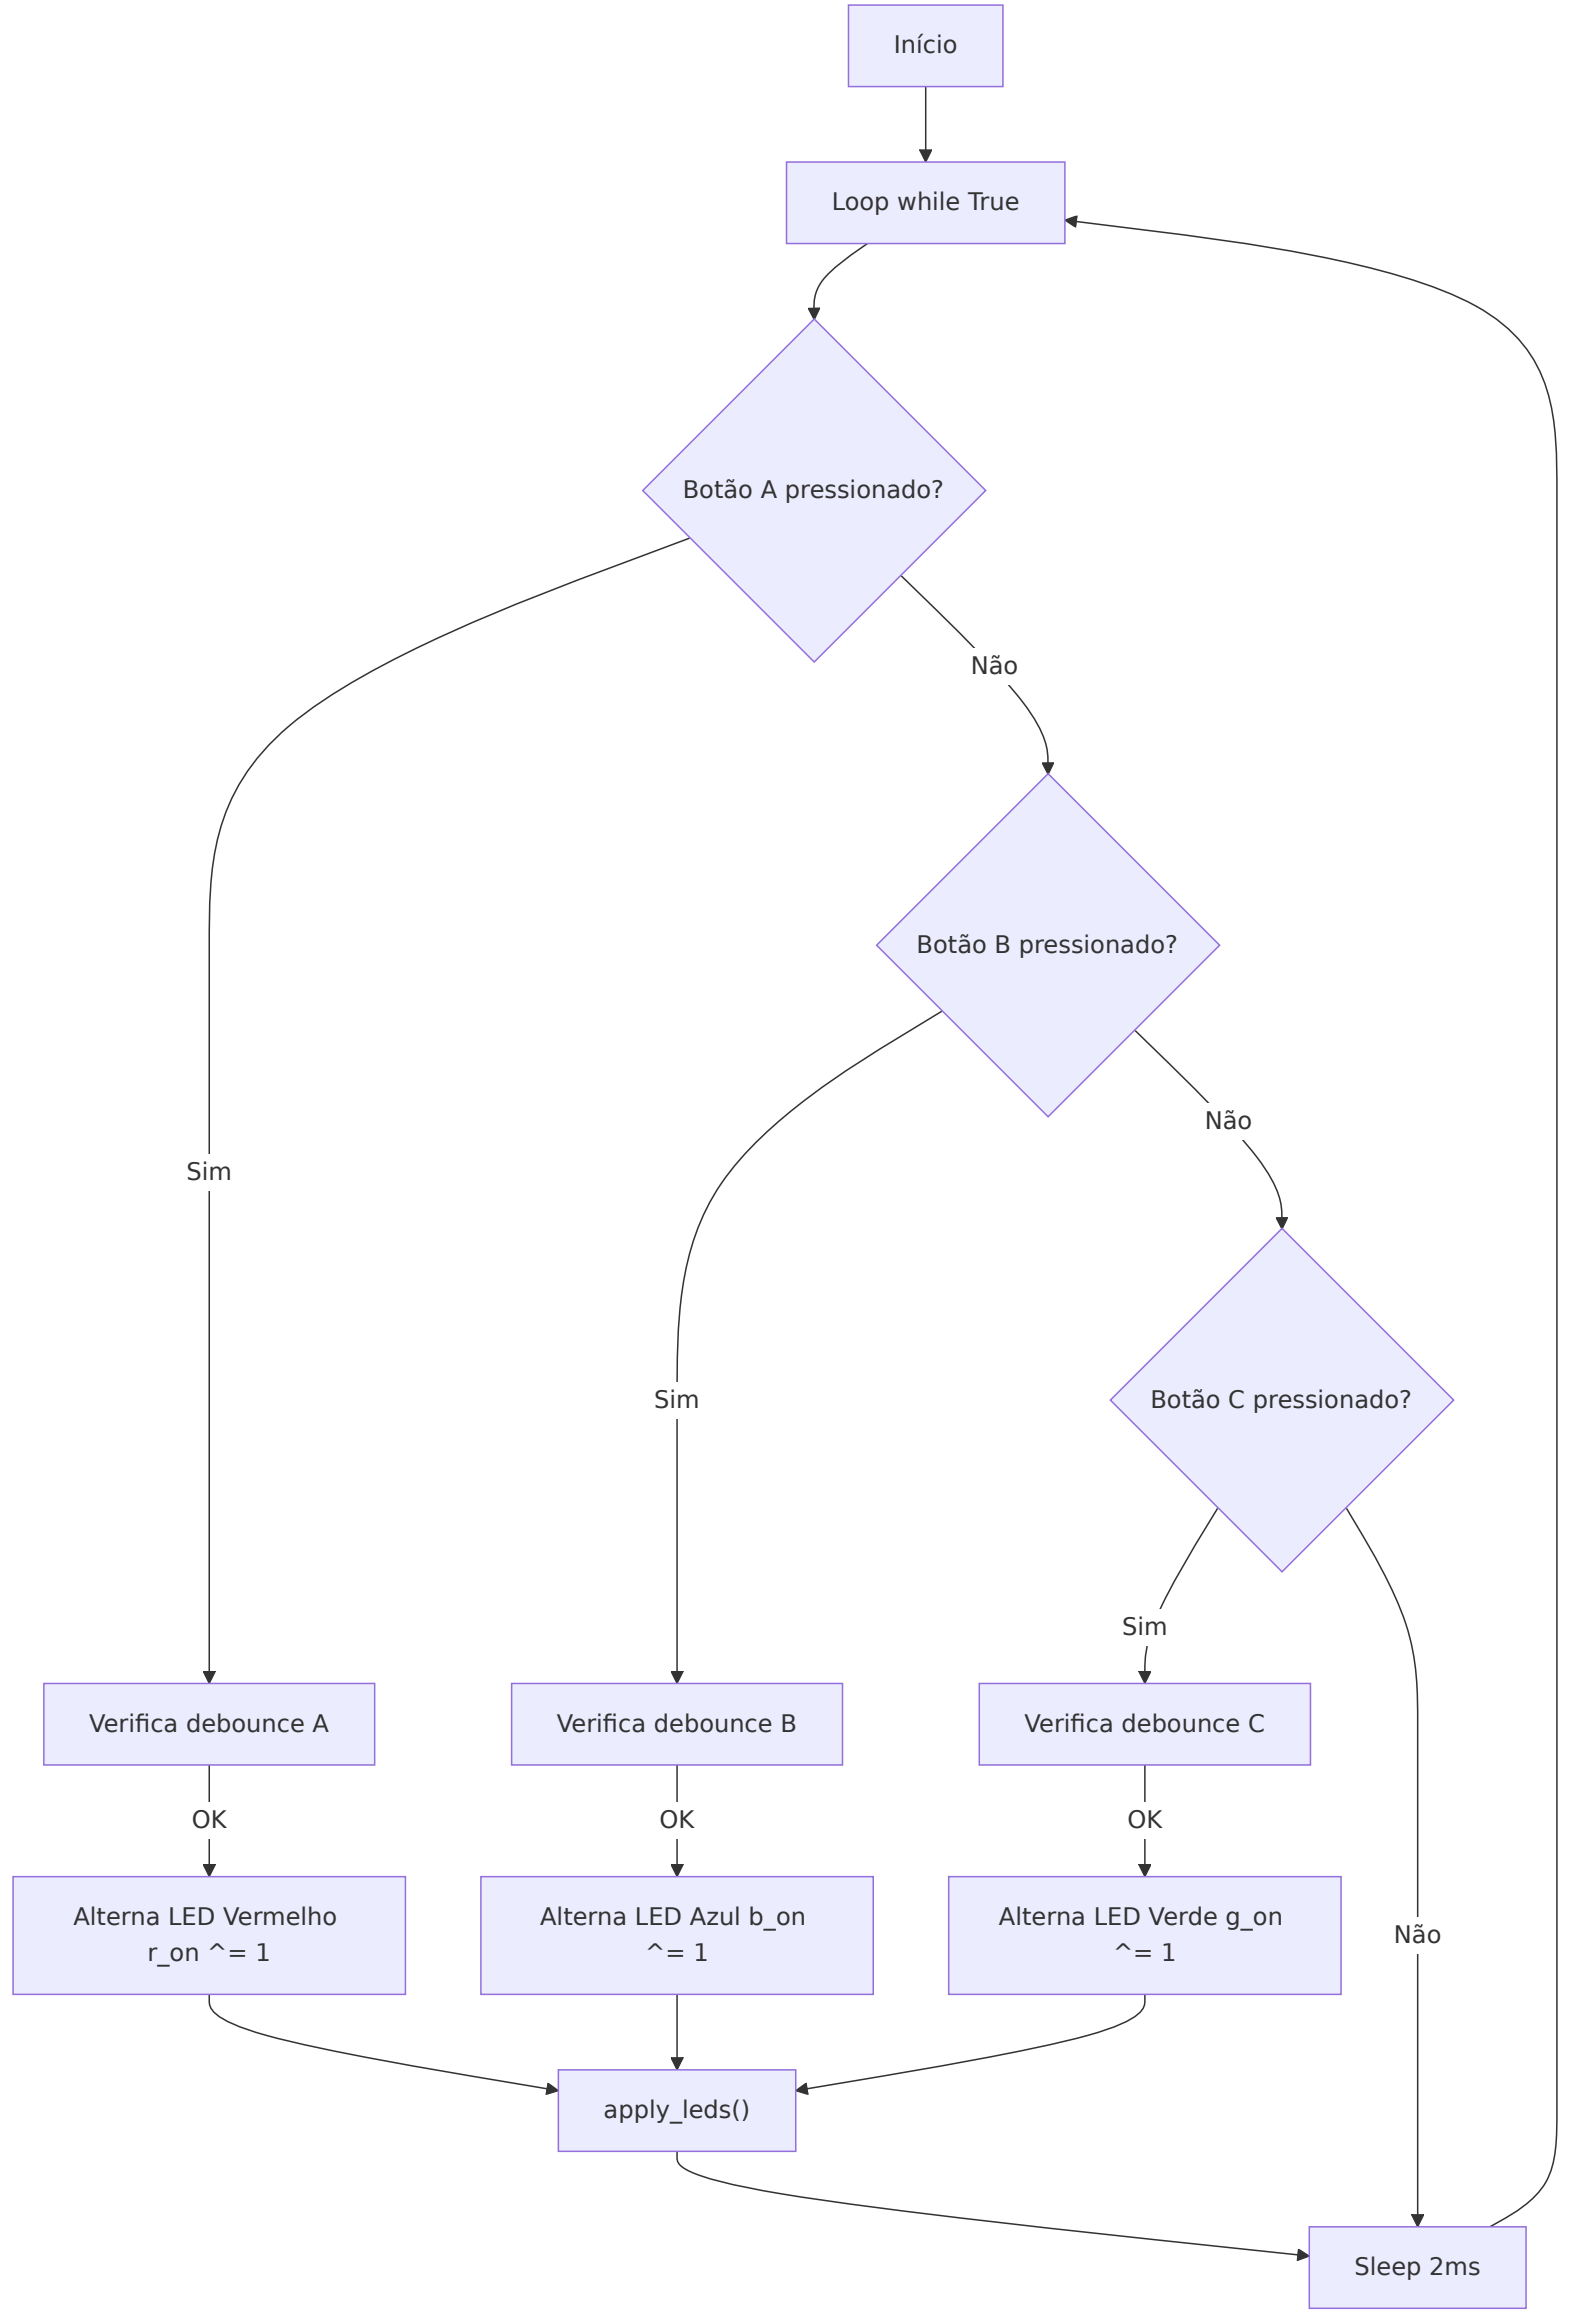 Início
Loop while True
Botão A pressionado?
Não
Botão B pressionado?
Não
Sim
Botão C pressionado?
Sim
Sim
Verifica debounce A
Verifica debounce B
Verifica debounce C
OK
OK
OK
Alterna LED Vermelho
r_on ^= 1
Alterna LED Azul b_on
^= 1
Alterna LED Verde g_on
^= 1
Não
apply_leds()
Sleep 2ms